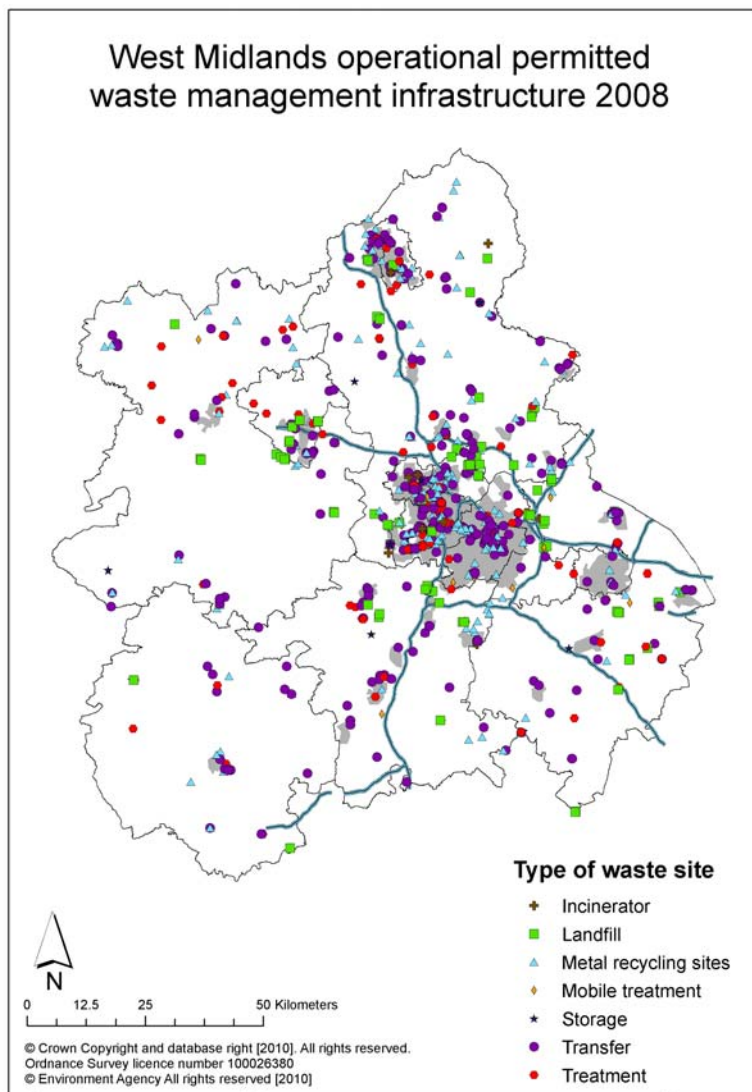 West Midlands operational permitted
waste management infrastructure 2008
Type of waste site
Incinerator
Landfill
Metal recycling sites
Mobile treatment
Storage
Transfer
Treatment
N
0 12.5 25 50 Kilometers
© Crown Copyright and database right [2010]. All rights reserved.
Ordnance Survey licence number 100026380
© Environment Agency All rights reserved [2010]